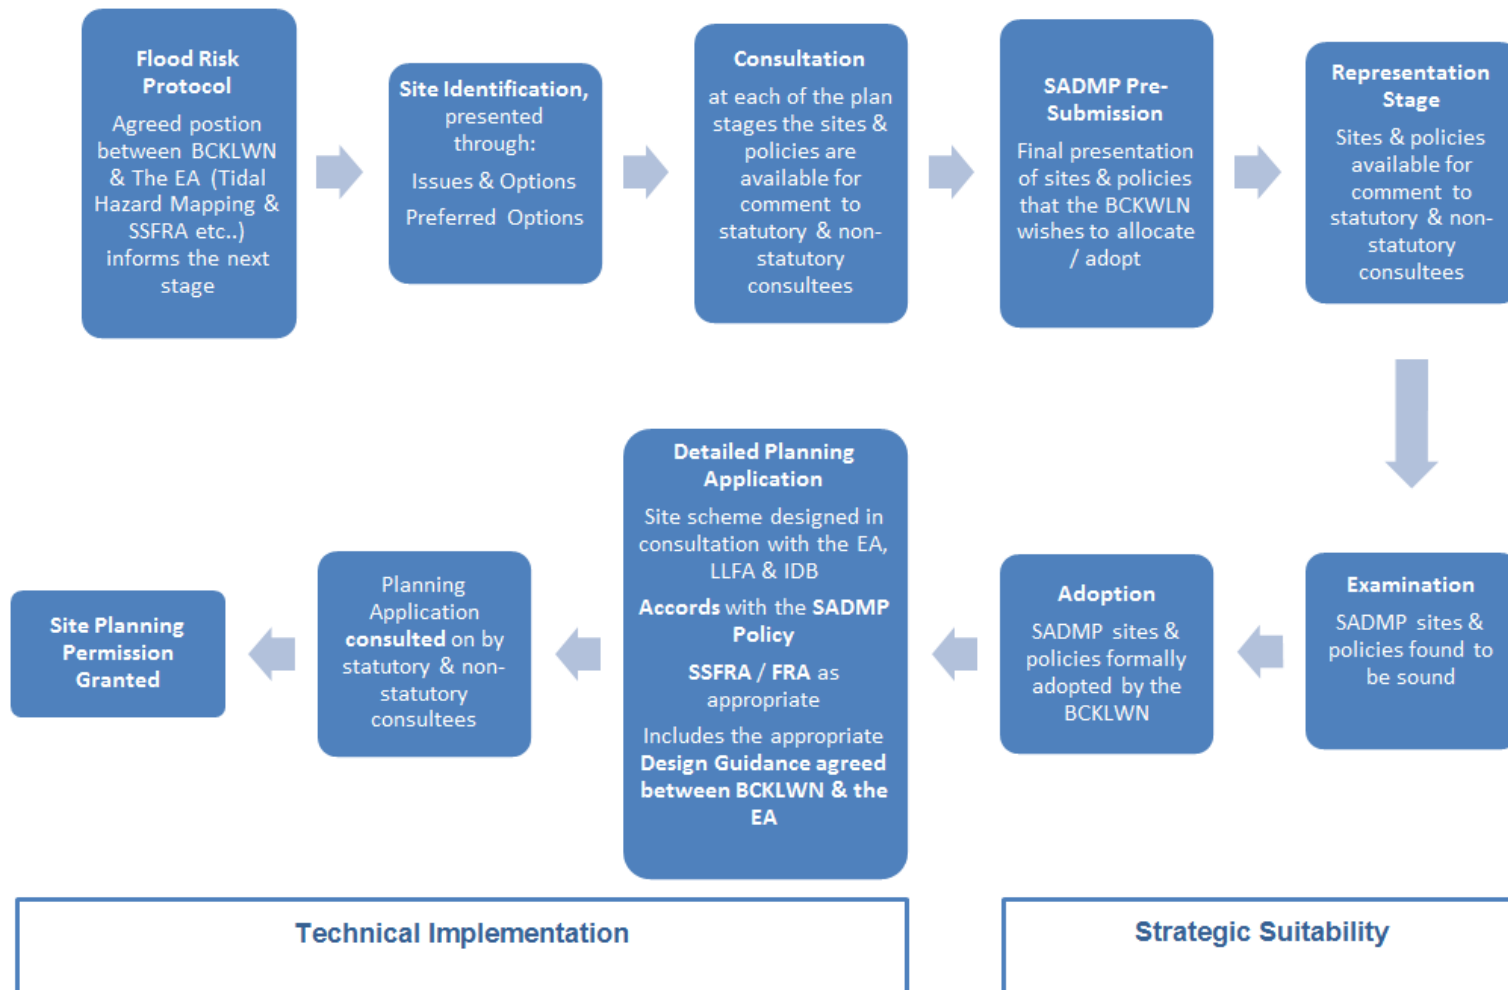 Flood Risk
Protocol
Agreed postion
between BCKLWN
& The EA (Tidal
Hazard Mapping &
SSFRA etc..)
informs the next
stage
Site Identification,
presented
through:
Issues & Options
Preferred Options
Consultation
at each of the plan
stages the sites &
policies are
available for
comment to
statutory & non-
statutory
consultees
SADMP Pre-
Submission
Final presentation
of sites & policies
that the BCKWLN
wishes to allocate
/ adopt
Representation
Stage
Sites & policies
available for
comment to
statutory & non-
statutory
consultees
Examination
SADMP sites &
policies found to
be sound
Adoption
SADMP sites &
policies formally
adopted by the
BCKLWN
Detailed Planning
Application
Site scheme designed in
consultation with the EA,
LLFA & IDB
Accords with the SADMP
Policy
SSFRA / FRA as
appropriate
Includes the appropriate
Design Guidance agreed
between BCKLWN & the
EA
Planning
Application
consulted on by
statutory & non-
statutory
consultees
Site Planning
Permission
Granted
Technical Implementation
Strategic Suitability